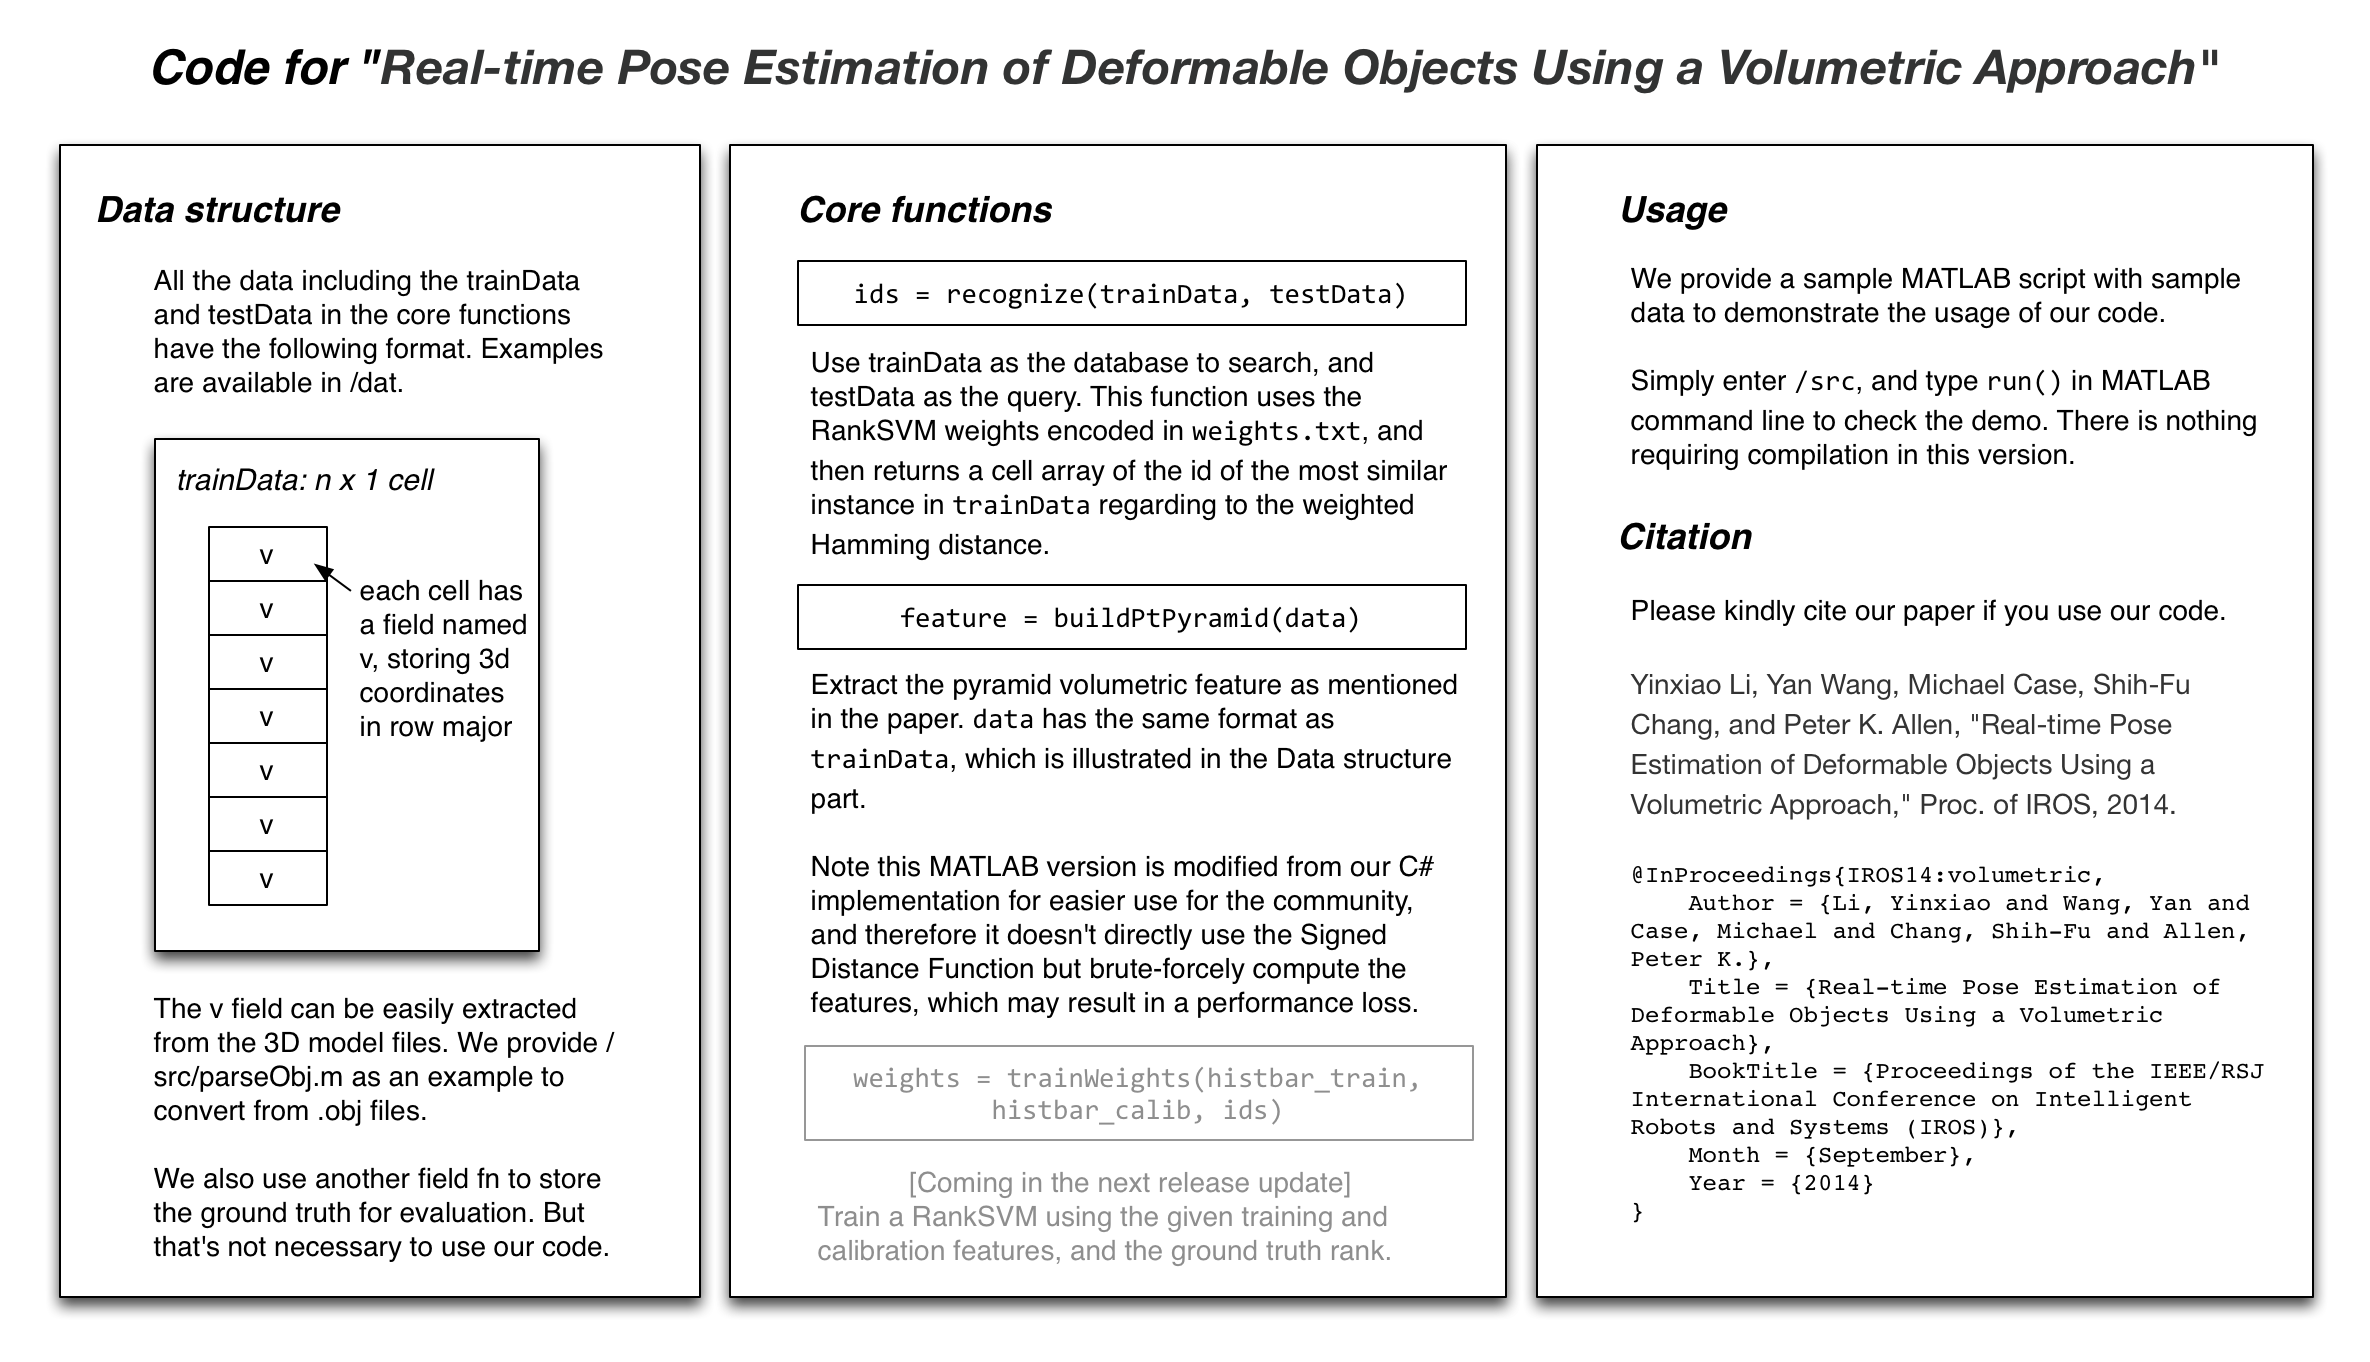 Code for "Real-time Pose Estimation of Deformable Objects Using a Volumetric Approach"
Data structure
All the data including the trainData
and testData in the core functions
have the following format. Examples
are available in /dat.
trainData: n x 1 cell
v
v
v
v
v
v
v
each cell has
a field named
v, storing 3d
coordinates
in row major
The v field can be easily extracted
from the 3D model files. We provide /
src/parseObj.m as an example to
convert from .obj files.
We also use another field fn to store
the ground truth for evaluation. But
that's not necessary to use our code.
Core functions
ids = recognize(trainData, testData)
Use trainData as the database to search, and
testData as the query. This function uses the
RankSVM weights encoded in weights.txt, and
then returns a cell array of the id of the most similar
instance in trainData regarding to the weighted
Hamming distance.
feature = buildPtPyramid(data)
Extract the pyramid volumetric feature as mentioned
in the paper. data has the same format as
trainData, which is illustrated in the Data structure
part.
Note this MATLAB version is modified from our C#
implementation for easier use for the community,
and therefore it doesn't directly use the Signed
Distance Function but brute-forcely compute the
features, which may result in a performance loss.
weights = trainWeights(histbar_train,
histbar_calib, ids)
[Coming in the next release update]
Train a RankSVM using the given training and
calibration features, and the ground truth rank.
Usage
We provide a sample MATLAB script with sample
data to demonstrate the usage of our code.
Simply enter /src, and type run() in MATLAB
command line to check the demo. There is nothing
requiring compilation in this version.
Citation
Please kindly cite our paper if you use our code.
Yinxiao Li, Yan Wang, Michael Case, Shih-Fu
Chang, and Peter K. Allen, "Real-time Pose
Estimation of Deformable Objects Using a
Volumetric Approach," Proc. of IROS, 2014.
@InProceedings{IROS14:volumetric,
    Author = {Li, Yinxiao and Wang, Yan and
Case, Michael and Chang, Shih-Fu and Allen,
Peter K.},
    Title = {Real-time Pose Estimation of
Deformable Objects Using a Volumetric
Approach},
    BookTitle = {Proceedings of the IEEE/RSJ
International Conference on Intelligent
Robots and Systems (IROS)},
    Month = {September},
    Year = {2014}
}